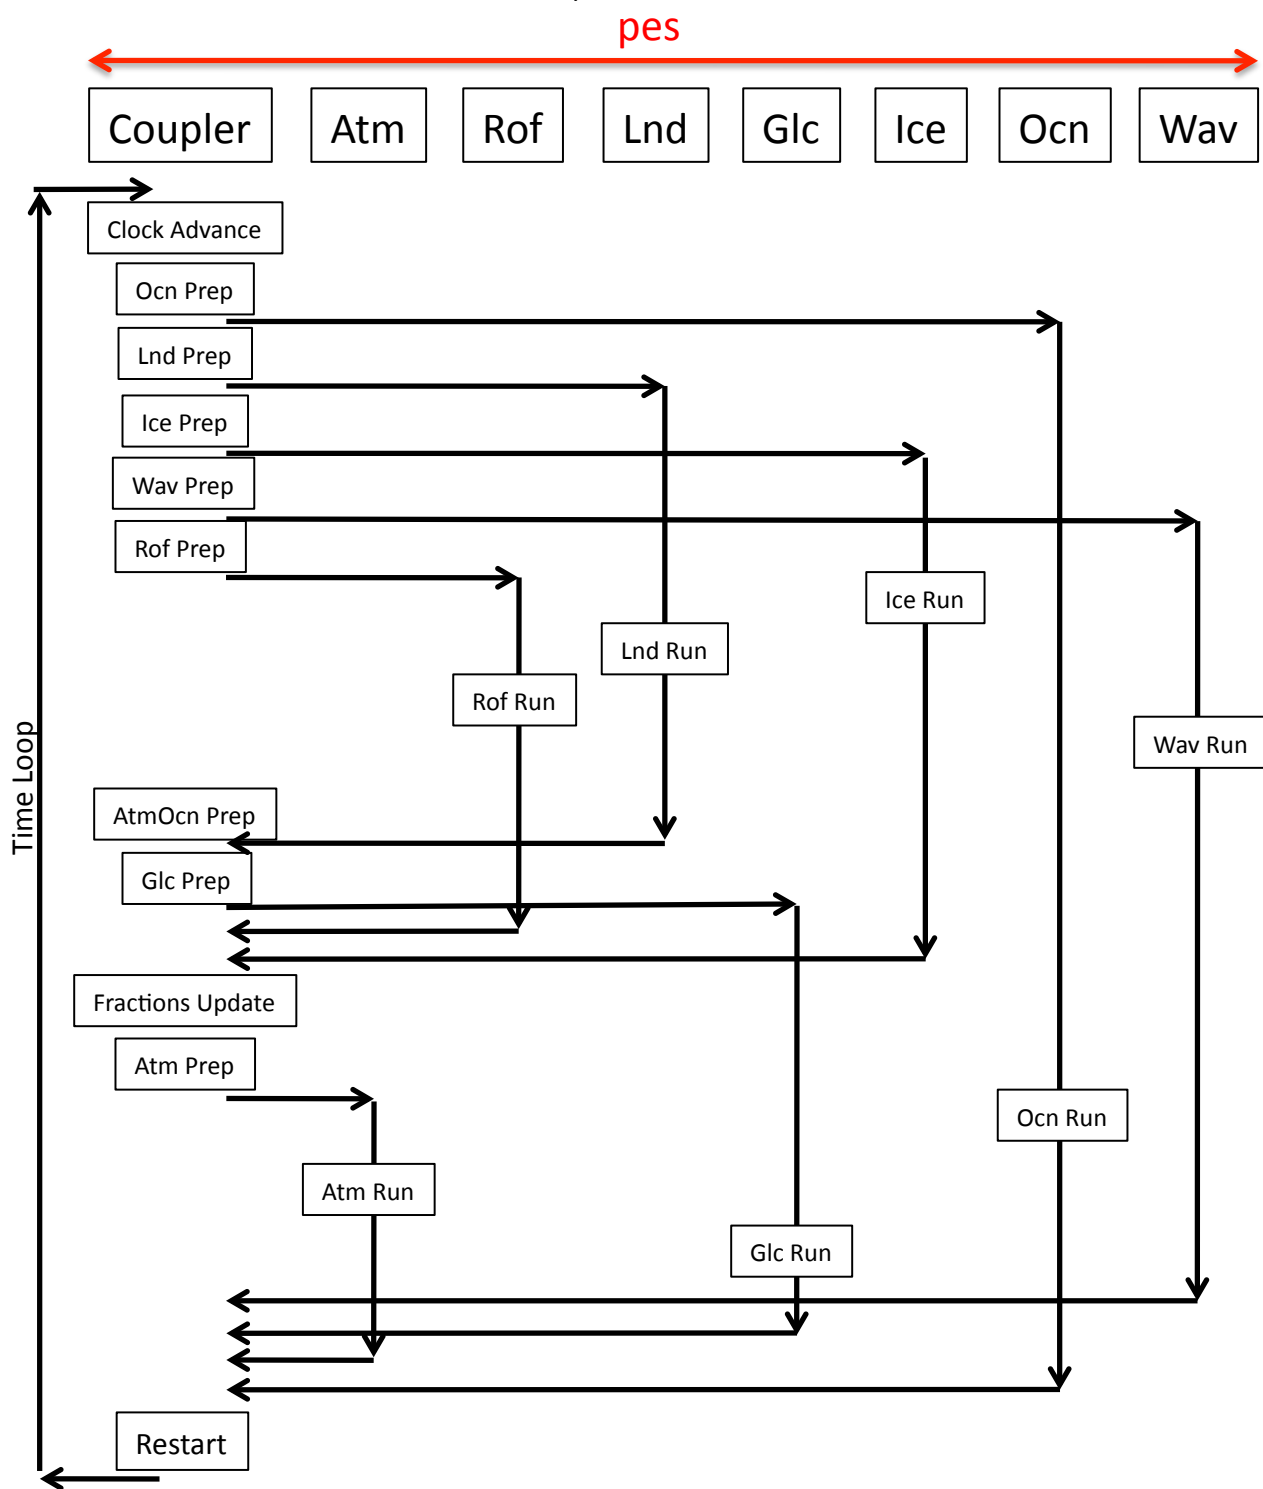 pes
Coupler
Atm
Rof
Lnd
Glc
Ice
Ocn
Wav
Clock Advance
Ocn Prep
Lnd Prep
Ice Prep
Wav Prep
Rof Prep
Ice Run
Lnd Run
Rof Run
Wav Run
Time Loop
AtmOcn Prep
Glc Prep
Fractions Update
Atm Prep
Ocn Run
Atm Run
Glc Run
Restart